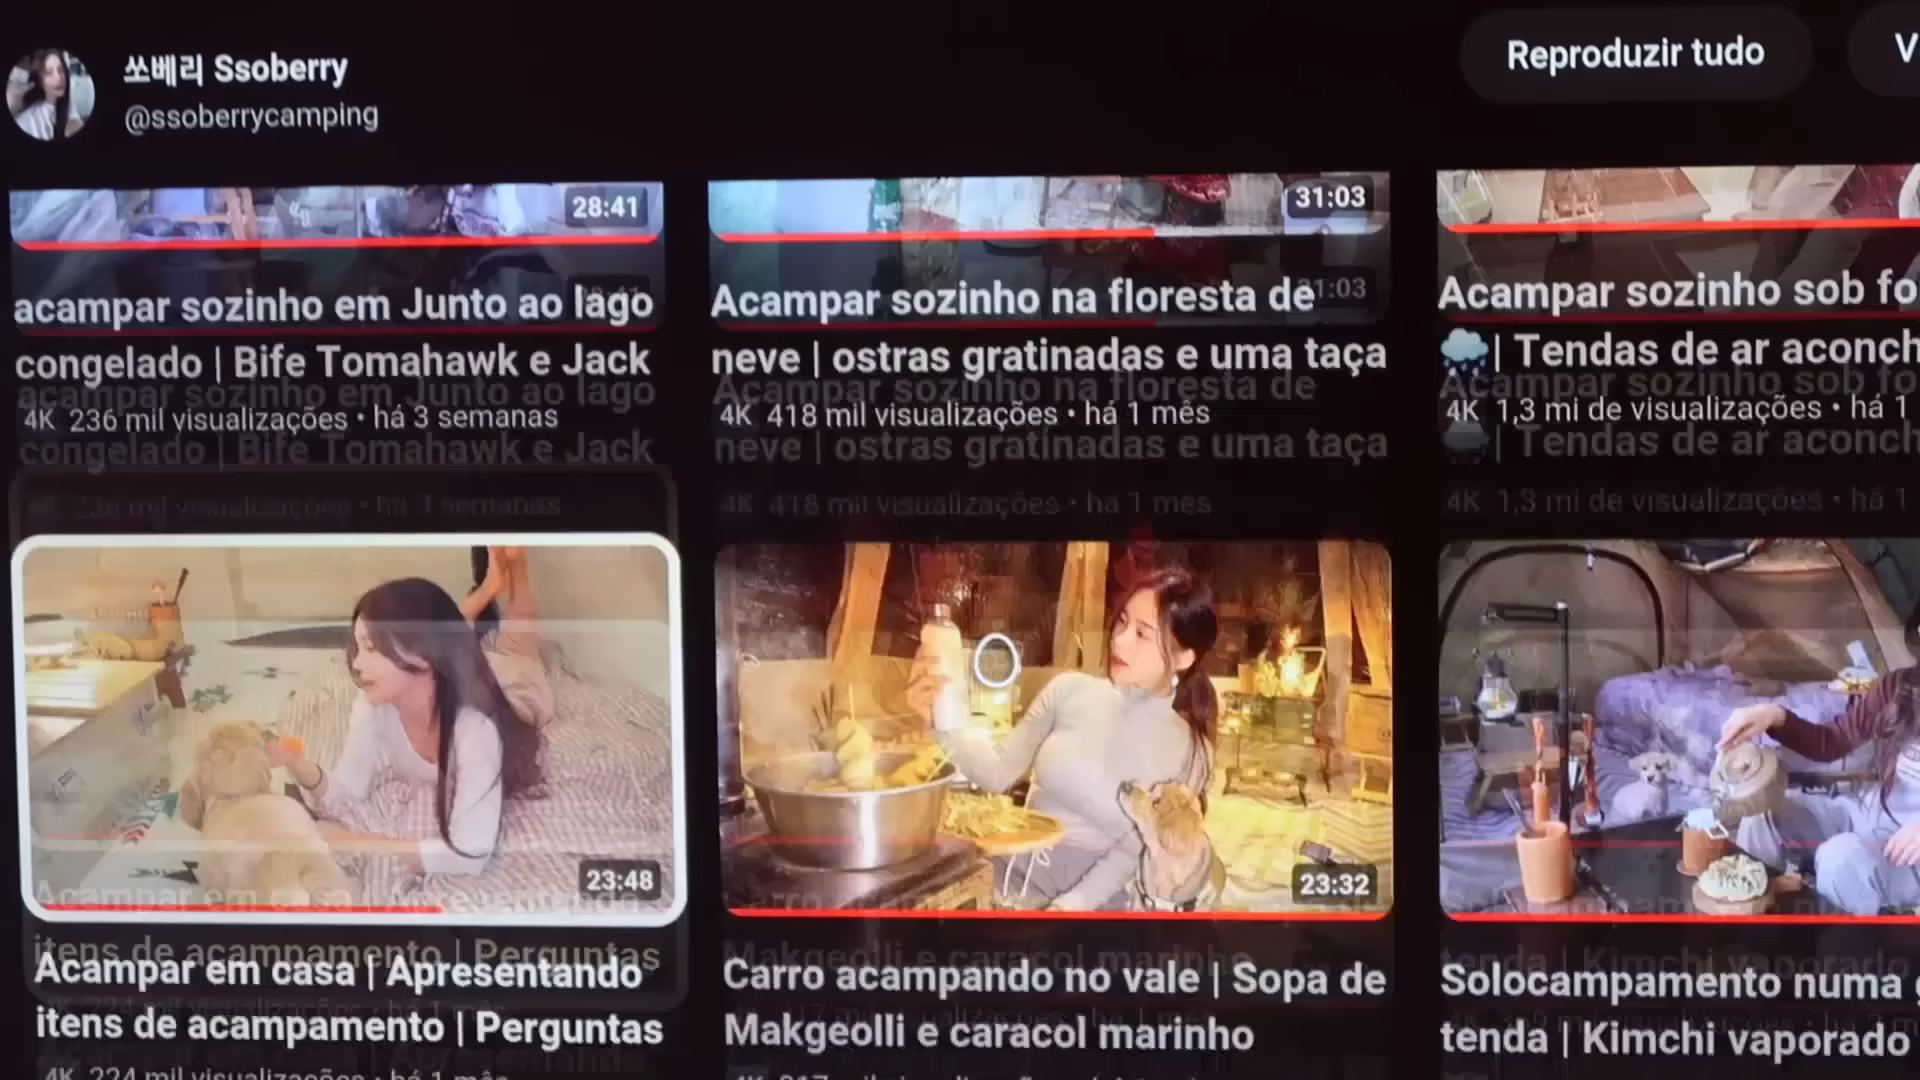 쏘베리 Ssoberry
@ssoberrycamping
Reproduzir tudo
V
28:41
31:03
acampar sozinho em Junto ao lago
congelado | Bife Tomahawk e Jack
4K 236 mil visualizações • há 3 semanas
Acampar sozinho na floresta de
neve | ostras gratinadas e uma taça
4K 418 mil visualizações • há 1 mês
Acampar sozinho sob fo
| Tendas de ar aconch
4K 1,3 mi de visualizações • há 1
23:48
23:32
Acampar em casa | Apresentando
itens de acampamento | Perguntas
4K 224 mil visualizações • há 1 mês
Carro acampando no vale | Sopa de
Makgeolli e caracol marinho
Solocampamento numa
tenda | Kimchi vaporado